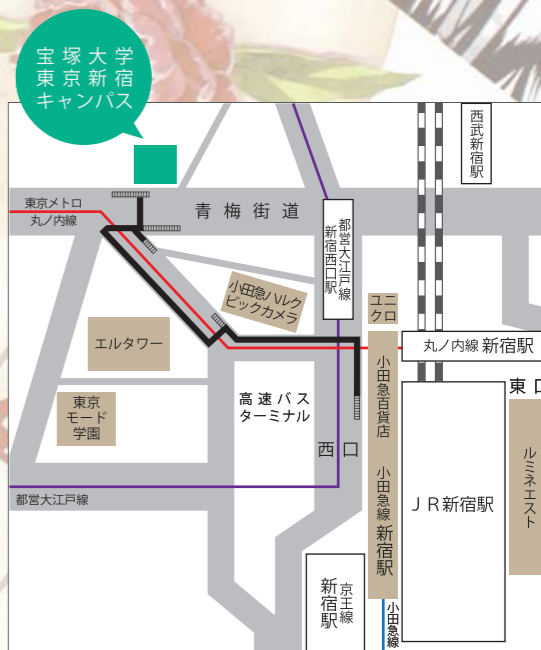 宝塚大学
東京新宿
キャンパス
西武新宿駅
東京メトロ
丸ノ内線
青梅街道
都営大江戸線
新宿西口駅
小田急ハルク
ビックカメラ
ユニ
クロ
エルタワー
丸ノ内線 新宿駅
小田急百貨店
東口
東京
モード
学園
高速バス
ターミナル
西口
ルミネエスト
都営大江戸線
小田急線 新宿駅
JR新宿駅
京王線
新宿駅
小田急線